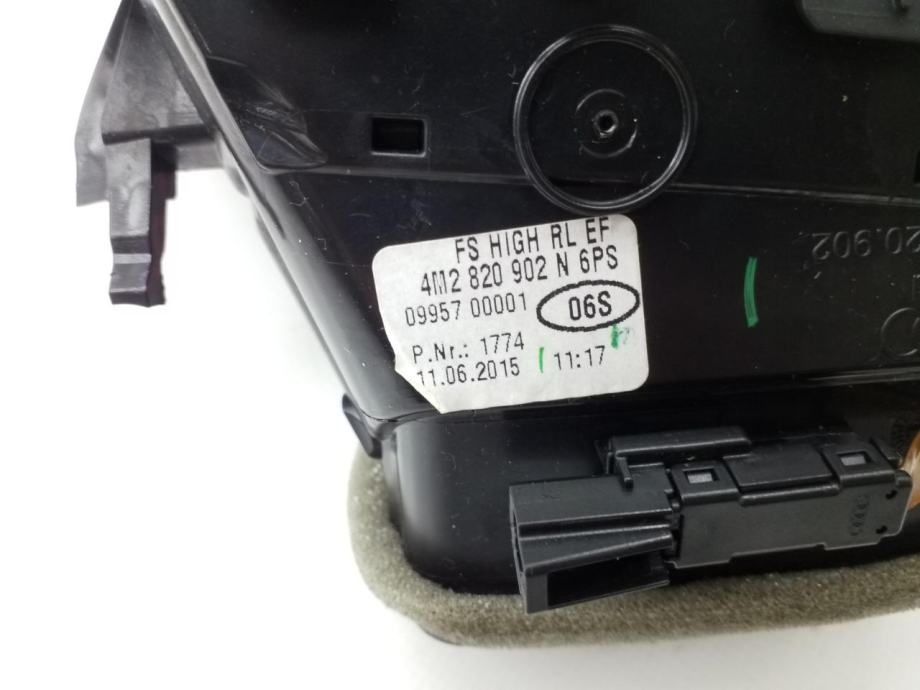 FS HIGH RL EF
4M2 820 902 N 6PS
09957 00001
06S
P.Nr.: 1774
11.06.2015 11:17
20.902